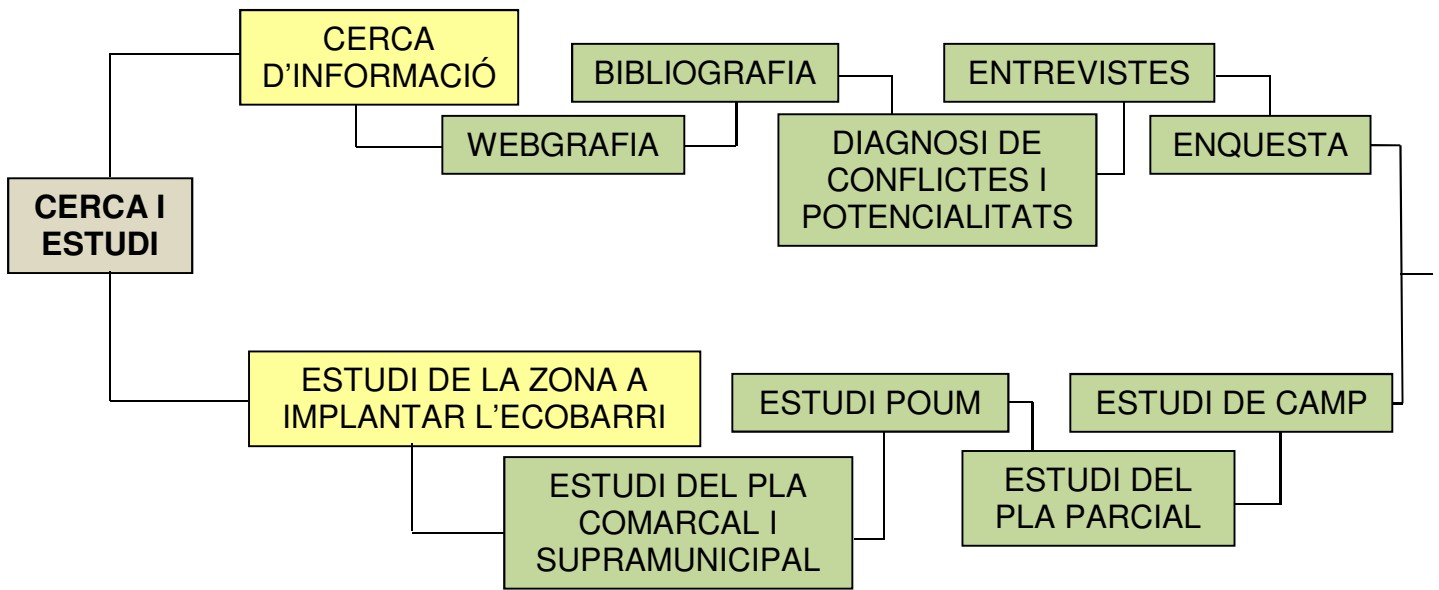 CERCA I
ESTUDI
CERCA
D'INFORMACIÓ
WEBGRAFIA
BIBLIOGRAFIA
DIAGNOSI DE
CONFLICTES I
POTENCIALITATS
ENTREVISTES
ENQUESTA
ESTUDI DE LA ZONA A
IMPLANTAR L'ECOBARRI
ESTUDI DEL PLA
COMARCAL I
SUPRAMUNICIPAL
ESTUDI POUM
ESTUDI DEL
PLA PARCIAL
ESTUDI DE CAMP